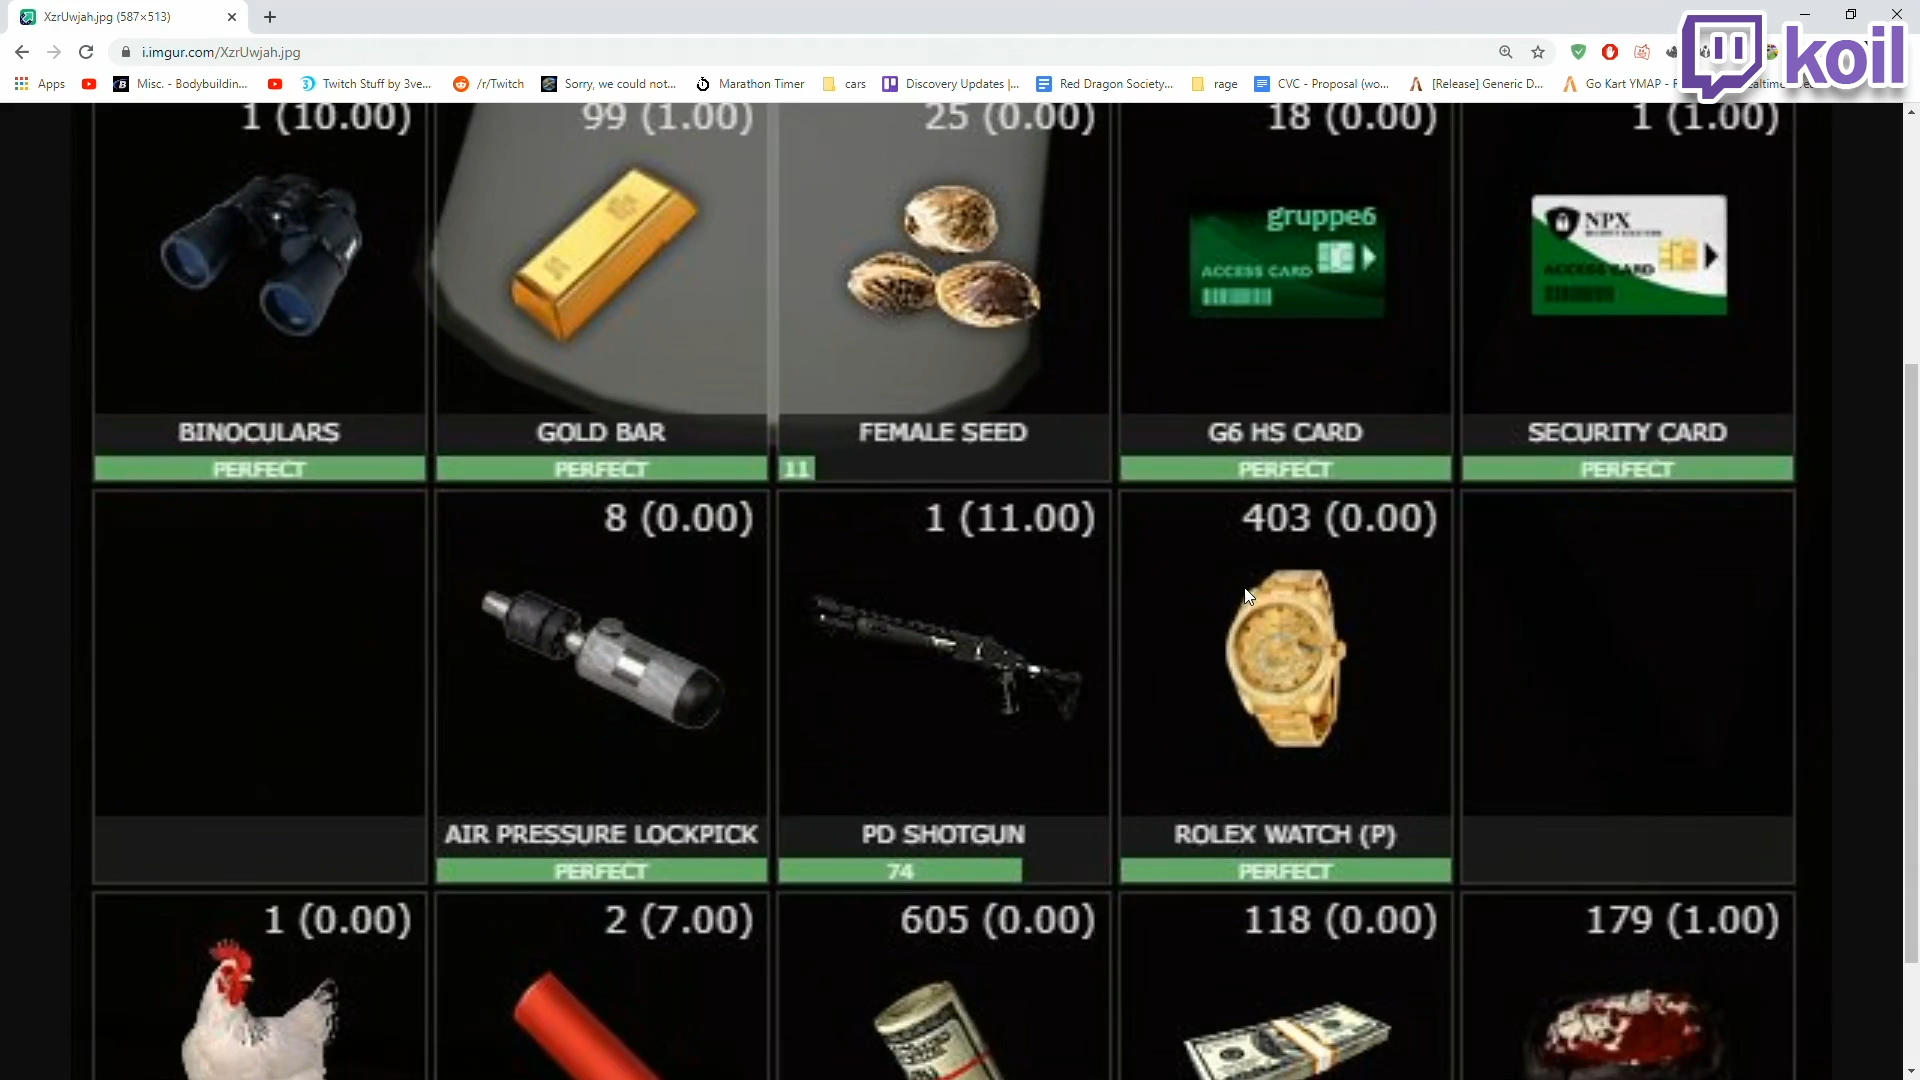 XzrUwjah.jpg (587×513)
i.imgur.com/XzrUwjah.jpg
koil
Apps
Misc. - Bodybuildin...
Twitch Stuff by 3ve...
/r/Twitch
Sorry, we could not...
Marathon Timer
cars
Discovery Updates |...
Red Dragon Society...
rage
CVC - Proposal (wo...
[Release] Generic D...
Go Kart YMAP - F
1 (10.00)
99 (1.00)
25 (0.00)
18 (0.00)
1 (1.00)
gruppe6
ACCESS CARD
NPX
ACCESS CARD
BINOCULARS
GOLD BAR
FEMALE SEED
G6 HS CARD
SECURITY CARD
PERFECT
PERFECT
11
PERFECT
PERFECT
8 (0.00)
1 (11.00)
403 (0.00)
AIR PRESSURE LOCKPICK
PD SHOTGUN
ROLEX WATCH (P)
PERFECT
74
PERFECT
1 (0.00)
2 (7.00)
605 (0.00)
118 (0.00)
179 (1.00)